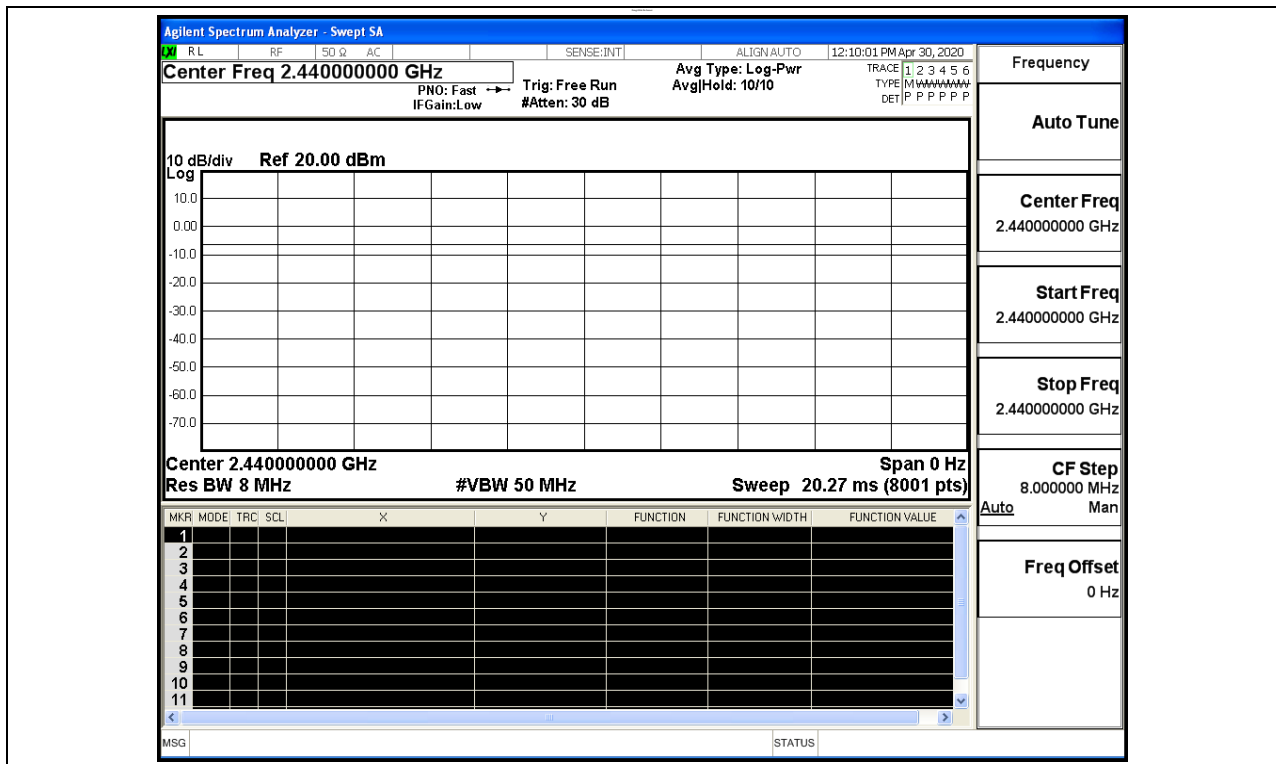 Agilent Spectrum Analyzer - Swept SA
LXI RL RF 50 Ω AC SENSE:INT ALIGN AUTO 12:10:01 PM Apr 30, 2020
Center Freq 2.440000000 GHz
PNO: Fast
IFGain:Low
Trig: Free Run
#Atten: 30 dB
Avg Type: Log-Pwr
Avg|Hold: 10/10
TRACE 1 2 3 4 5 6
TYPE M WWWWW
DET P P P P P P
10 dB/div Ref 20.00 dBm
Log
10.0
0.00
-10.0
-20.0
-30.0
-40.0
-50.0
-60.0
-70.0
Center 2.440000000 GHz Span 0 Hz
Res BW 8 MHz #VBW 50 MHz Sweep 20.27 ms (8001 pts)
MKR MODE TRC SCL X Y FUNCTION FUNCTION WIDTH FUNCTION VALUE
1
2
3
4
5
6
7
8
9
10
11
MSG STATUS
Frequency
Auto Tune
Center Freq
2.440000000 GHz
Start Freq
2.440000000 GHz
Stop Freq
2.440000000 GHz
CF Step
8.000000 MHz
Auto Man
Freq Offset
0 Hz